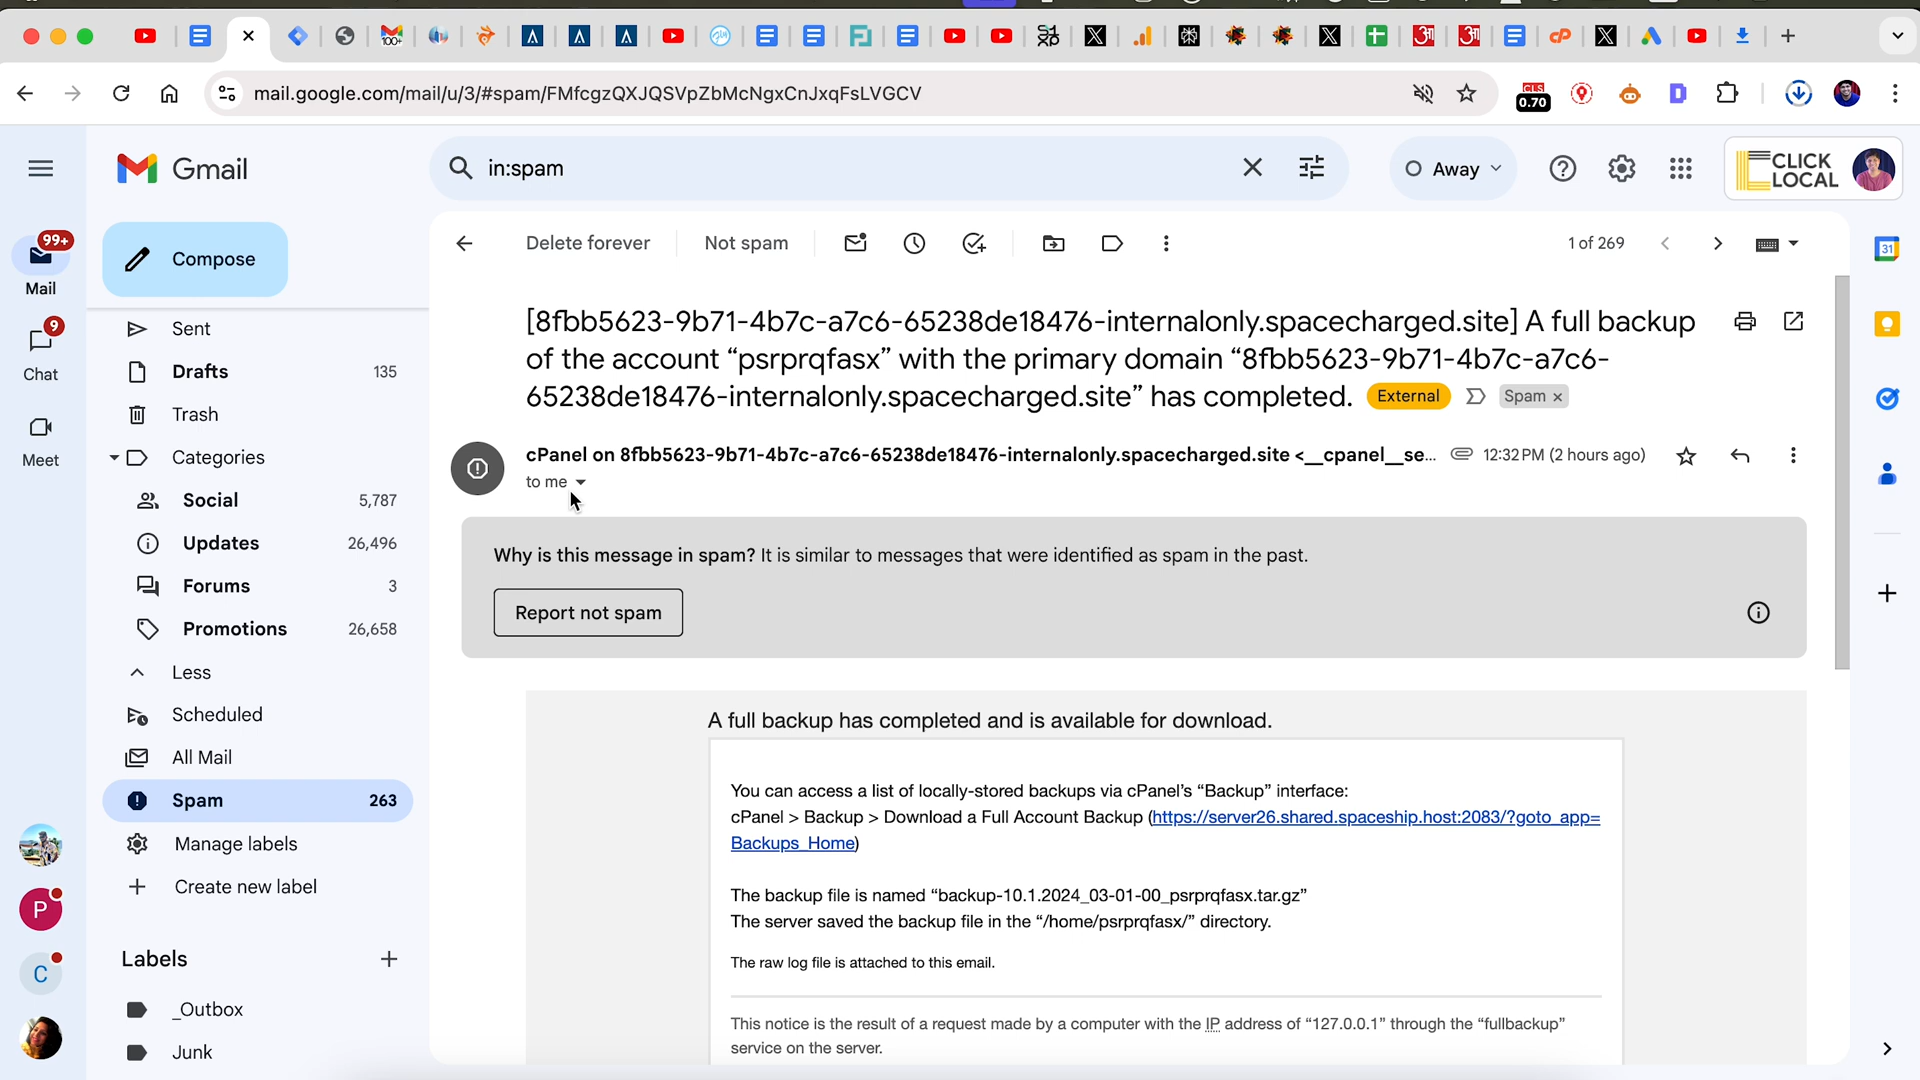 100+
mail.google.com/mail/u/3/#spam/FMfcgzQXJQSVpZbMcNgxCnJxqFsLVGCV
CLS
0.70
Gmail
in:spam
Away
CLICK
LOCAL
99+
Mail
9
Chat
Meet
P
C
Compose
Sent
Drafts 135
Trash
Categories
Social 5,787
Updates 26,496
Forums 3
Promotions 26,658
Less
Scheduled
All Mail
Spam 263
Manage labels
Create new label
Labels
_Outbox
Junk
Delete forever
Not spam
1 of 269
[8fbb5623-9b71-4b7c-a7c6-65238de18476-internalonly.spacecharged.site] A full backup
of the account “psrprqfasx” with the primary domain “8fbb5623-9b71-4b7c-a7c6-
65238de18476-internalonly.spacecharged.site” has completed. External Spam ×
cPanel on 8fbb5623-9b71-4b7c-a7c6-65238de18476-internalonly.spacecharged.site <__cpanel__se... 12:32 PM (2 hours ago)
to me
Why is this message in spam? It is similar to messages that were identified as spam in the past.
Report not spam
A full backup has completed and is available for download.
You can access a list of locally-stored backups via cPanel’s “Backup” interface:
cPanel > Backup > Download a Full Account Backup (https://server26.shared.spaceship.host:2083/?goto_app=
Backups_Home)
The backup file is named “backup-10.1.2024_03-01-00_psrprqfasx.tar.gz”
The server saved the backup file in the “/home/psrprqfasx/” directory.
The raw log file is attached to this email.
This notice is the result of a request made by a computer with the IP address of “127.0.0.1” through the “fullbackup”
service on the server.
31